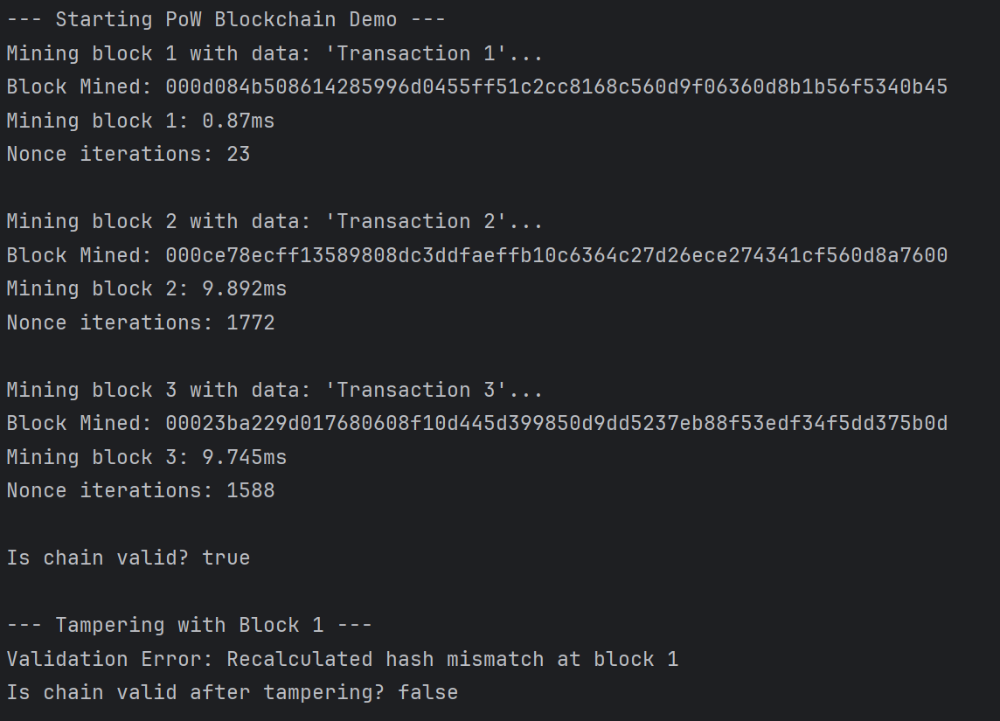 --- Starting PoW Blockchain Demo ---
Mining block 1 with data: 'Transaction 1'...
Block Mined: 000d084b508614285996d0455ff51c2cc8168c560d9f06360d8b1b56f5340b45
Mining block 1: 0.87ms
Nonce iterations: 23
Mining block 2 with data: 'Transaction 2'...
Block Mined: 000ce78ecff13589808dc3ddfaeffb10c6364c27d26ece274341cf560d8a7600
Mining block 2: 9.892ms
Nonce iterations: 1772
Mining block 3 with data: 'Transaction 3'...
Block Mined: 00023ba229d017680608f10d445d399850d9dd5237eb88f53edf34f5dd375b0d
Mining block 3: 9.745ms
Nonce iterations: 1588
Is chain valid? true
--- Tampering with Block 1 ---
Validation Error: Recalculated hash mismatch at block 1
Is chain valid after tampering? false